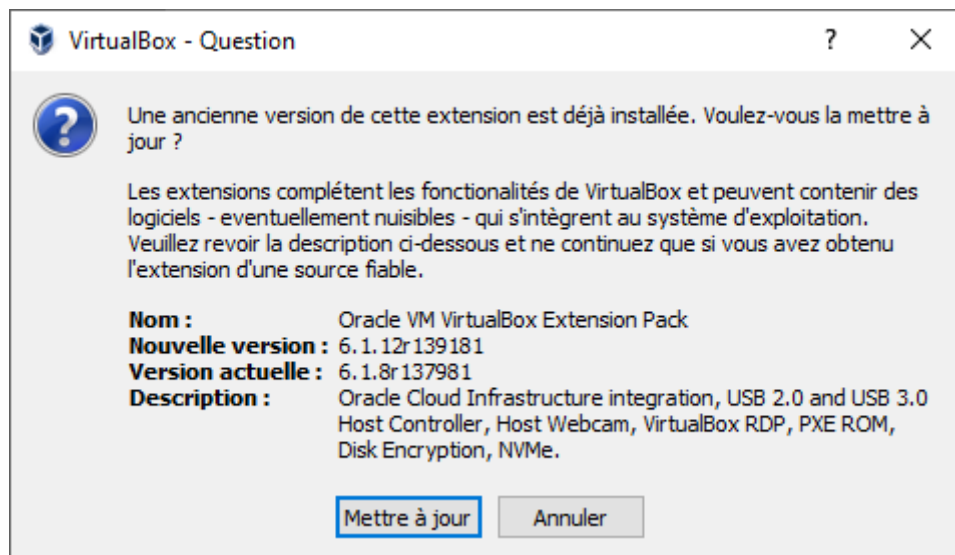 VirtualBox - Question
Une ancienne version de cette extension est déjà installée. Voulez-vous la mettre à
jour ?
Les extensions complétent les fonctionalités de VirtualBox et peuvent contenir des
logiciels - eventuellement nuisibles - qui s'intègrent au système d'exploitation.
Veuillez revoir la description ci-dessous et ne continuez que si vous avez obtenu
l'extension d'une source fiable.
Nom : Oracle VM VirtualBox Extension Pack
Nouvelle version : 6.1.12r139181
Version actuelle : 6.1.8r137981
Description : Oracle Cloud Infrastructure integration, USB 2.0 and USB 3.0
Host Controller, Host Webcam, VirtualBox RDP, PXE ROM,
Disk Encryption, NVMe.
Mettre à jour Annuler